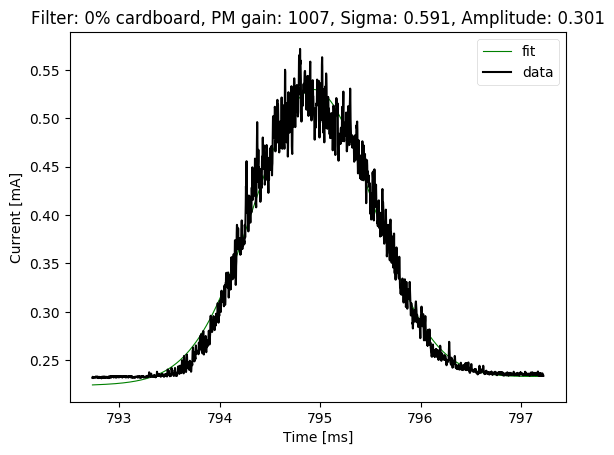 Filter: 0% cardboard, PM gain: 1007, Sigma: 0.591, Amplitude: 0.301
fit
data
0.55
0.50
0.45
0.40
0.35
0.30
0.25
Current [mA]
793 794 795 796 797
Time [ms]